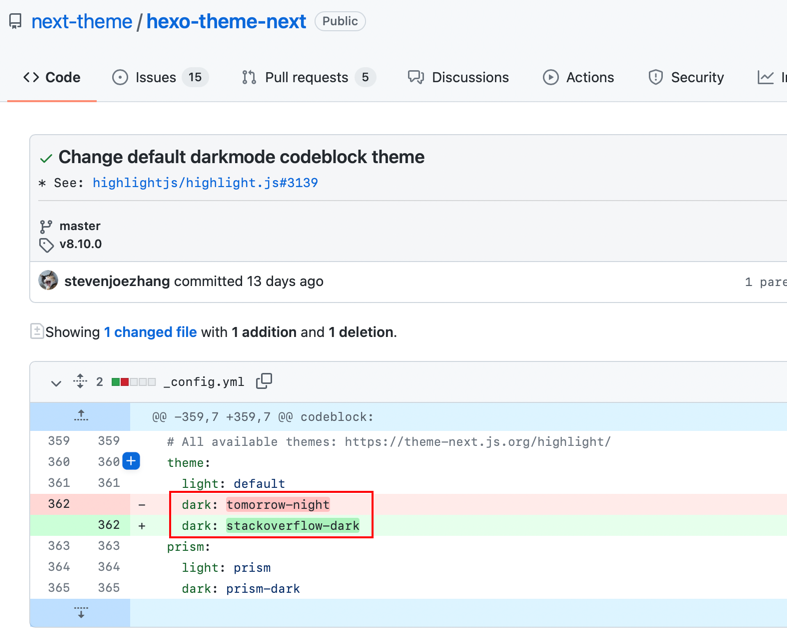 next-theme / hexo-theme-next Public
Code Issues 15 Pull requests 5 Discussions Actions Security
Change default darkmode codeblock theme
* See: highlightjs/highlight.js#3139
master
v8.10.0
stevenjoezhang committed 13 days ago 1 pare
Showing 1 changed file with 1 addition and 1 deletion.
2 _config.yml
@@ -359,7 +359,7 @@ codeblock:
359 359 # All available themes: https://theme-next.js.org/highlight/
360 360 + theme:
361 361 light: default
362 - dark: tomorrow-night
362 + dark: stackoverflow-dark
363 363 prism:
364 364 light: prism
365 365 dark: prism-dark